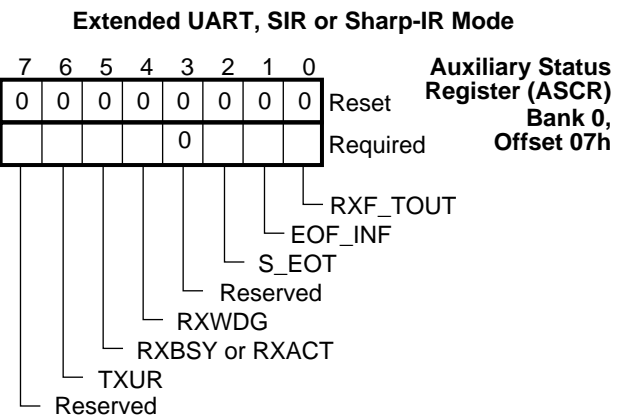 Extended UART, SIR or Sharp-IR Mode
7 6 5 4 3 2 1 0
Auxiliary Status
Register (ASCR)
Bank 0,
Offset 07h
0 0 0 0 0 0 0 0 Reset
0 Required
RXF_TOUT
EOF_INF
S_EOT
Reserved
RXWDG
RXBSY or RXACT
TXUR
Reserved